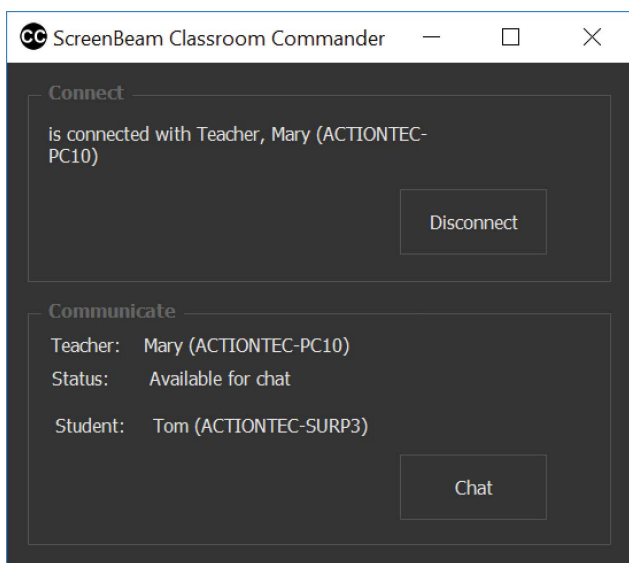 CC ScreenBeam Classroom Commander
Connect
is connected with Teacher, Mary (ACTIONTEC-
PC10)
Disconnect
Communicate
Teacher: Mary (ACTIONTEC-PC10)
Status: Available for chat
Student: Tom (ACTIONTEC-SURP3)
Chat